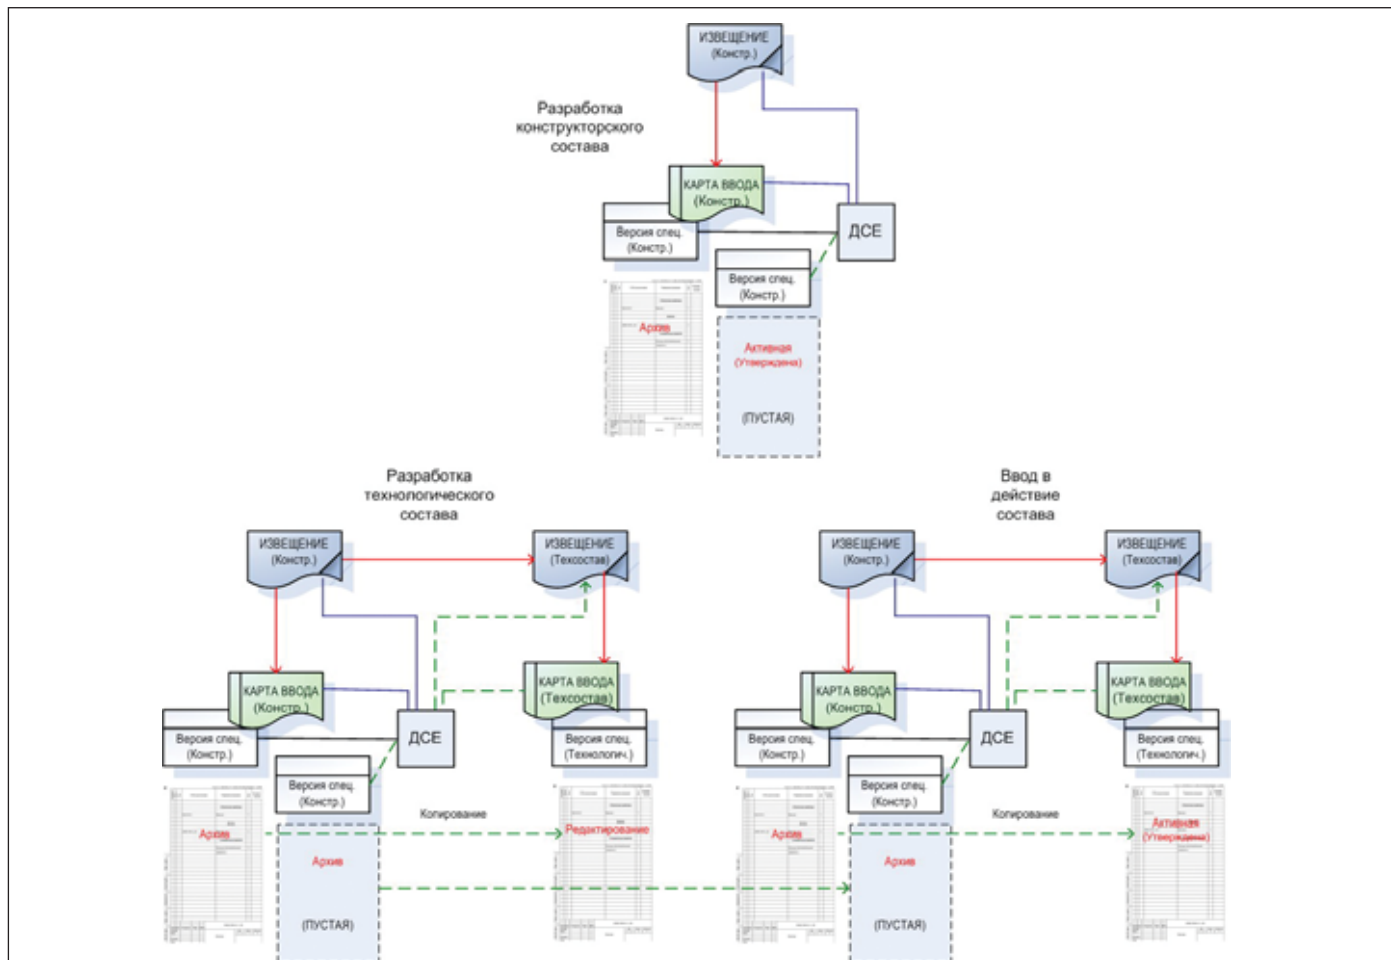 ИЗВЕЩЕНИЕ
(Констр.)
Разработка
конструкторского
состава
КАРТА ВВОДА
(Констр.)
Версия спец.
(Констр.)
ДСЕ
Версия спец.
(Констр.)
Архив
Активная
(Утверждена)
(ПУСТАЯ)
Разработка
технологического
состава
ИЗВЕЩЕНИЕ
(Констр.)
ИЗВЕЩЕНИЕ
(Техсостав)
КАРТА ВВОДА
(Констр.)
КАРТА ВВОДА
(Техсостав)
Версия спец.
(Констр.)
ДСЕ
Версия спец.
(Технологич.)
Версия спец.
(Констр.)
Копирование
Архив
Редактирование
Архив
(ПУСТАЯ)
Ввод в
действие
состава
ИЗВЕЩЕНИЕ
(Констр.)
ИЗВЕЩЕНИЕ
(Техсостав)
КАРТА ВВОДА
(Констр.)
КАРТА ВВОДА
(Техсостав)
Версия спец.
(Констр.)
ДСЕ
Версия спец.
(Технологич.)
Версия спец.
(Констр.)
Копирование
Архив
Активная
(Утверждена)
Архив
(ПУСТАЯ)